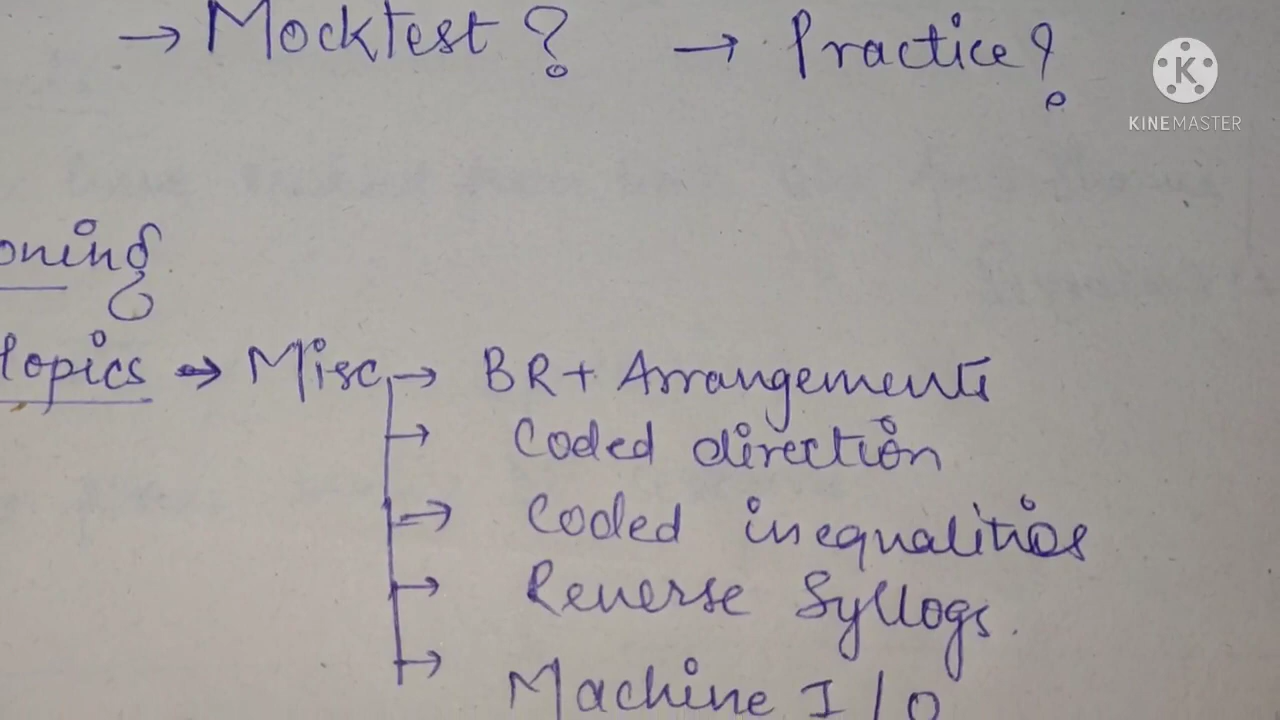 → Mocktest ? → Practice ?
KINEMASTER
oning
Topics → Misc → BR + Arrangements
→ Coded direction
→ Coded inequalities
→ Reverse Syllogs.
→ Machine I/O